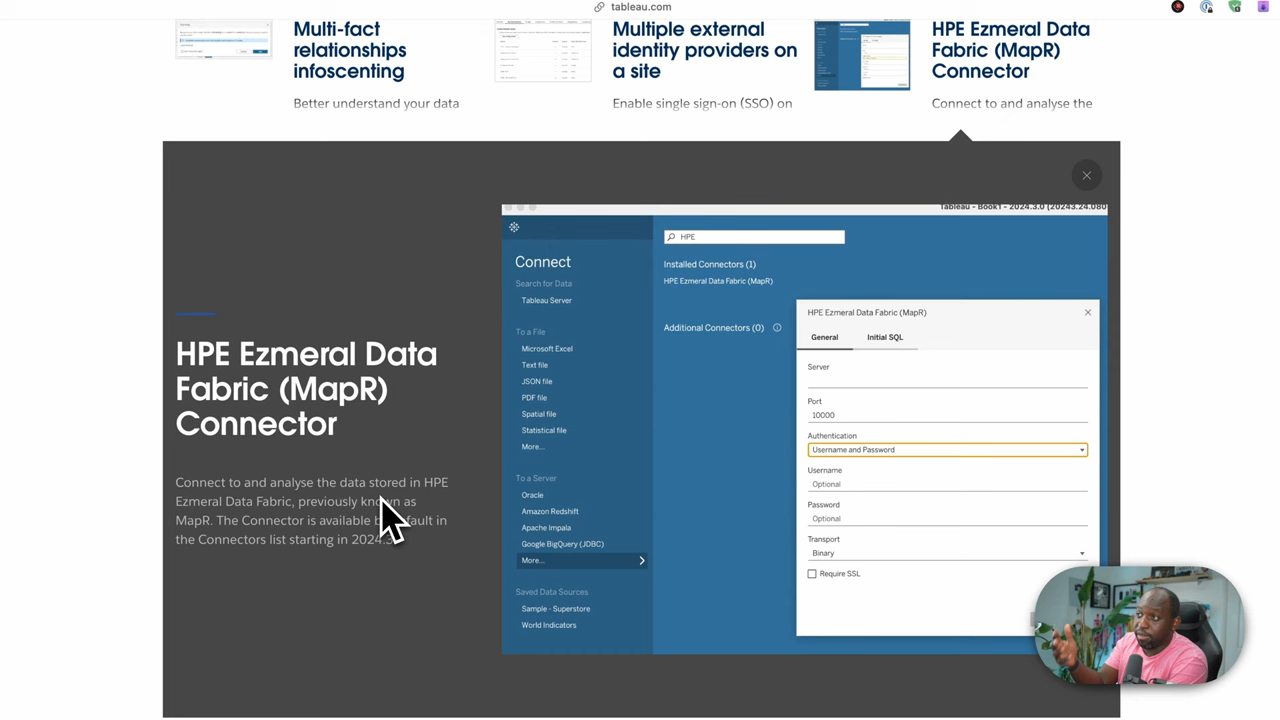 tableau.com
Multi-fact
relationships
infoscenting
Better understand your data
Multiple external
identity providers on
a site
Enable single sign-on (SSO) on
HPE Ezmeral Data
Fabric (MapR)
Connector
Connect to and analyse the
HPE Ezmeral Data
Fabric (MapR)
Connector
Connect to and analyse the data stored in HPE
Ezmeral Data Fabric, previously known as
MapR. The Connector is available by default in
the Connectors list starting in 2024.3
Tableau - Book1 - 2024.3.0 (20243.24.080
Connect
Search for Data
Tableau Server
To a File
Microsoft Excel
Text file
JSON file
PDF file
Spatial file
Statistical file
More...
To a Server
Oracle
Amazon Redshift
Apache Impala
Google BigQuery (JDBC)
More...
Saved Data Sources
Sample - Superstore
World Indicators
HPE
Installed Connectors (1)
HPE Ezmeral Data Fabric (MapR)
Additional Connectors (0)
HPE Ezmeral Data Fabric (MapR)
General Initial SQL
Server
Port
10000
Authentication
Username and Password
Username
Optional
Password
Optional
Transport
Binary
Require SSL